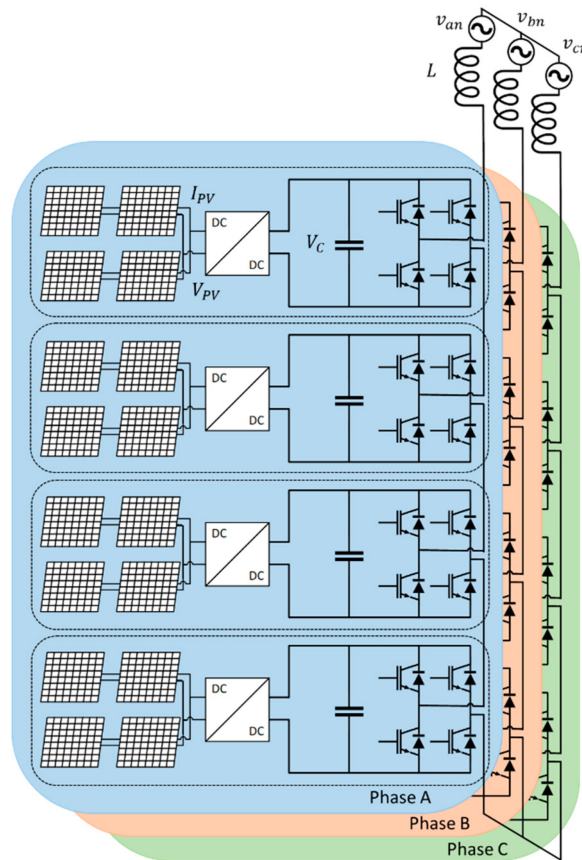 v_an
v_bn
v_cn
L
I_PV
DC
DC
V_C
V_PV
DC
DC
DC
DC
DC
DC
Phase A
Phase B
Phase C